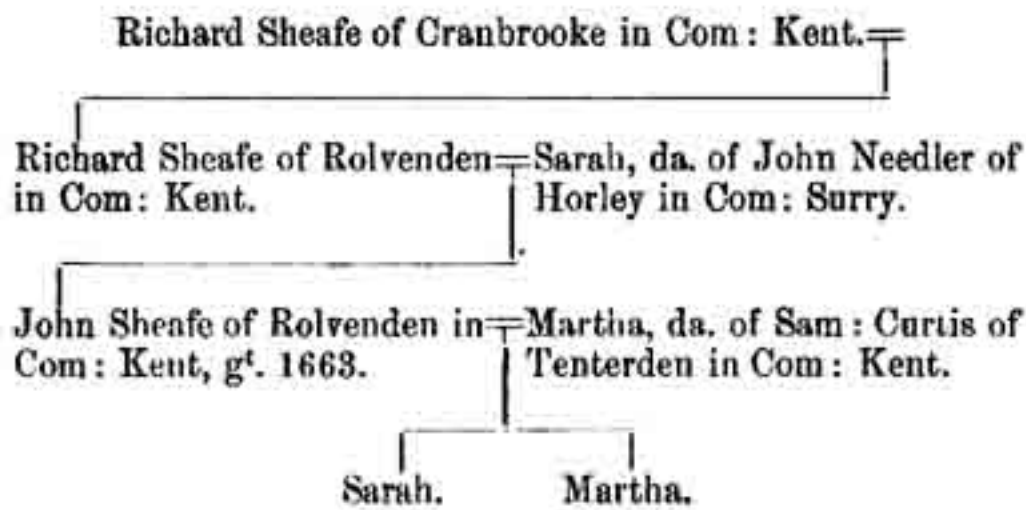 Richard Sheafe of Cranbrooke in Com: Kent.
Richard Sheafe of Rolvenden
in Com: Kent.
Sarah, da. of John Needler of
Horley in Com: Surry.
John Sheafe of Rolvenden in
Com: Kent, gᵗ. 1663.
Martha, da. of Sam: Curtis of
Tenterden in Com: Kent.
Sarah. Martha.